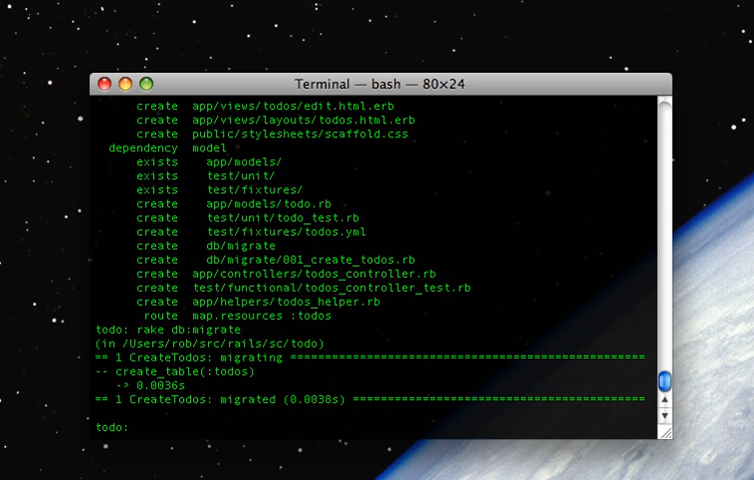 Terminal — bash — 80×24
create app/views/todos/edit.html.erb
create app/views/layouts/todos.html.erb
create public/stylesheets/scaffold.css
dependency model
exists app/models/
exists test/unit/
exists test/fixtures/
create app/models/todo.rb
create test/unit/todo_test.rb
create test/fixtures/todos.yml
create db/migrate
create db/migrate/001_create_todos.rb
create app/controllers/todos_controller.rb
create test/functional/todos_controller_test.rb
create app/helpers/todos_helper.rb
route map.resources :todos
todo: rake db:migrate
(in /Users/rob/src/rails/sc/todo)
== 1 CreateTodos: migrating ===================================================
-- create_table(:todos)
-> 0.0036s
== 1 CreateTodos: migrated (0.0038s) ==========================================
todo: